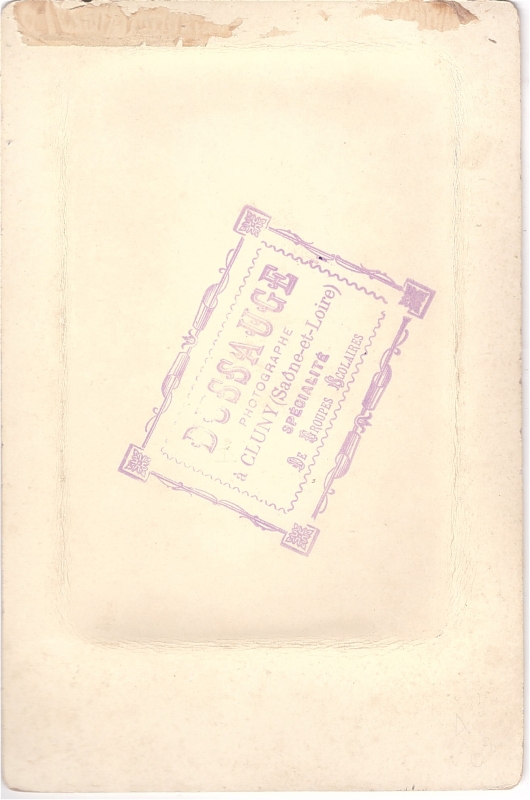 DUSSAUGE
PHOTOGRAPHE
à CLUNY (Saône-et-Loire)
SPÉCIALITÉ
DE GROUPES SCOLAIRES